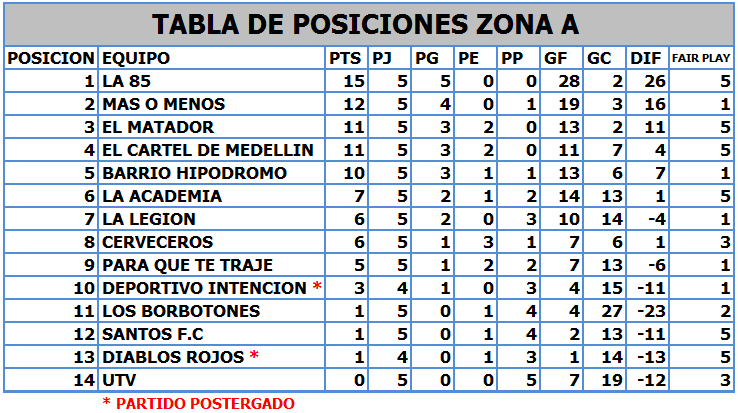 TABLA DE POSICIONES ZONA A
POSICION EQUIPO PTS PJ PG PE PP GF GC DIF FAIR PLAY
1 LA 85 15 5 5 0 0 28 2 26 5
2 MAS O MENOS 12 5 4 0 1 19 3 16 1
3 EL MATADOR 11 5 3 2 0 13 2 11 5
4 EL CARTEL DE MEDELLIN 11 5 3 2 0 11 7 4 5
5 BARRIO HIPODROMO 10 5 3 1 1 13 6 7 1
6 LA ACADEMIA 7 5 2 1 2 14 13 1 5
7 LA LEGION 6 5 2 0 3 10 14 -4 1
8 CERVECEROS 6 5 1 3 1 7 6 1 3
9 PARA QUE TE TRAJE 5 5 1 2 2 7 13 -6 1
10 DEPORTIVO INTENCION * 3 4 1 0 3 4 15 -11 1
11 LOS BORBOTONES 1 5 0 1 4 4 27 -23 2
12 SANTOS F.C 1 5 0 1 4 2 13 -11 5
13 DIABLOS ROJOS * 1 4 0 1 3 1 14 -13 5
14 UTV 0 5 0 0 5 7 19 -12 3
* PARTIDO POSTERGADO